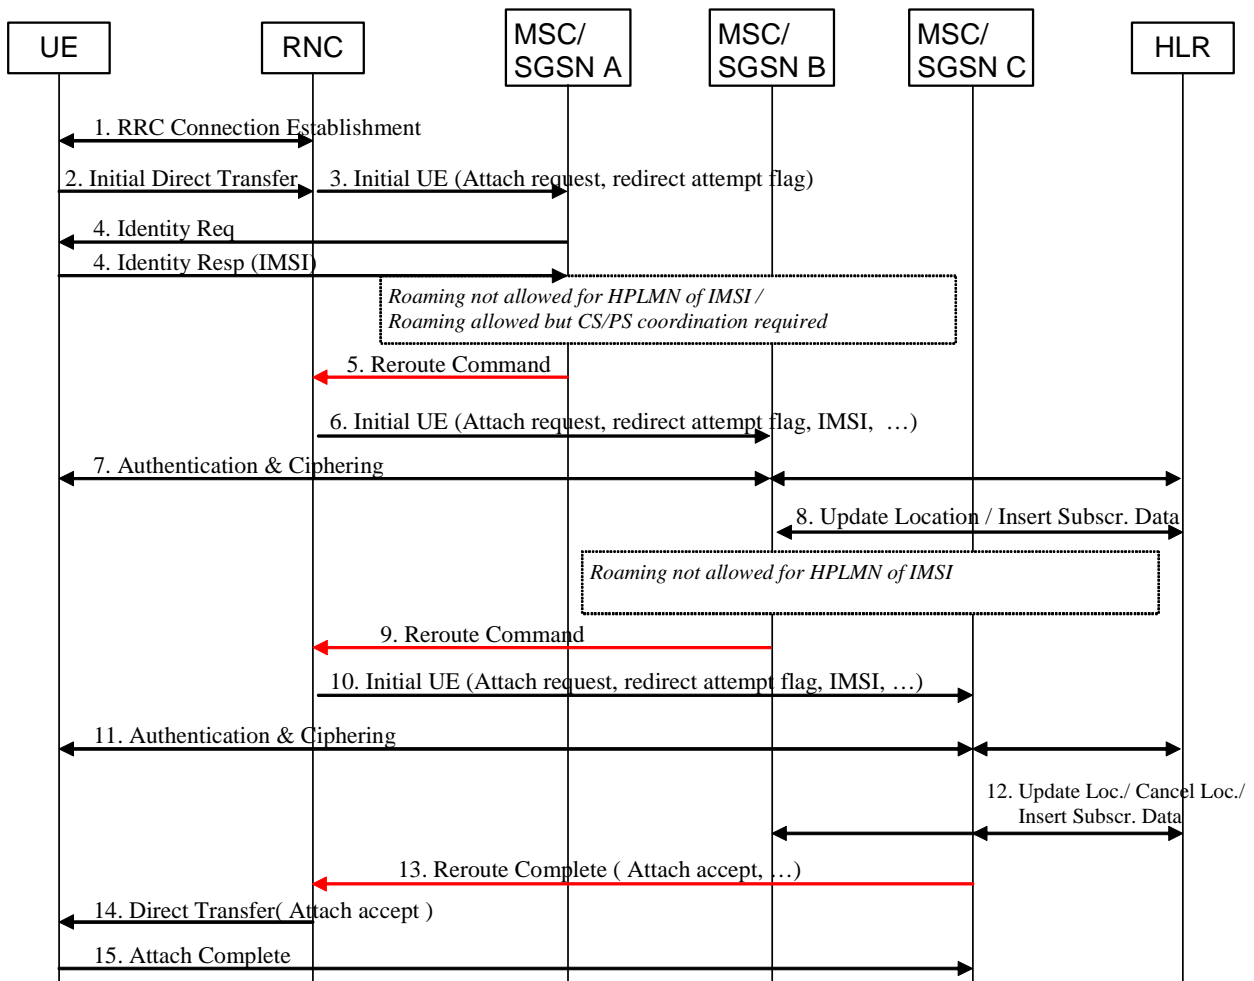 UE
RNC
MSC/
SGSN A
MSC/
SGSN B
MSC/
SGSN C
HLR
1. RRC Connection Establishment
2. Initial Direct Transfer
3. Initial UE (Attach request, redirect attempt flag)
4. Identity Req
4. Identity Resp (IMSI)
Roaming not allowed for HPLMN of IMSI /
Roaming allowed but CS/PS coordination required
5. Reroute Command
6. Initial UE (Attach request, redirect attempt flag, IMSI, …)
7. Authentication & Ciphering
8. Update Location / Insert Subscr. Data
Roaming not allowed for HPLMN of IMSI
9. Reroute Command
10. Initial UE (Attach request, redirect attempt flag, IMSI, …)
11. Authentication & Ciphering
12. Update Loc./ Cancel Loc./
Insert Subscr. Data
13. Reroute Complete ( Attach accept, …)
14. Direct Transfer( Attach accept )
15. Attach Complete